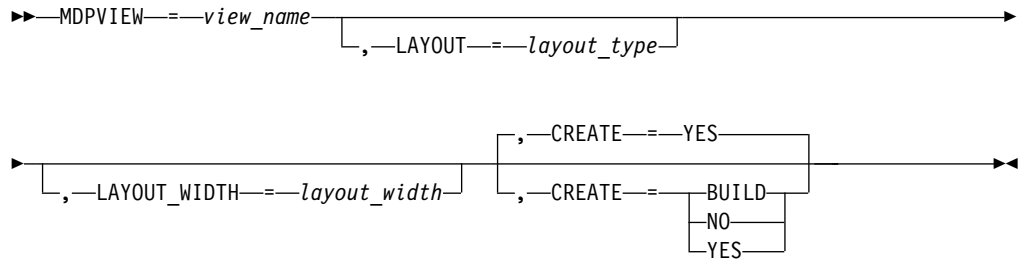 MDPVIEW = view_name
, LAYOUT = layout_type
, CREATE = YES
, LAYOUT_WIDTH = layout_width , CREATE = BUILD
NO
YES